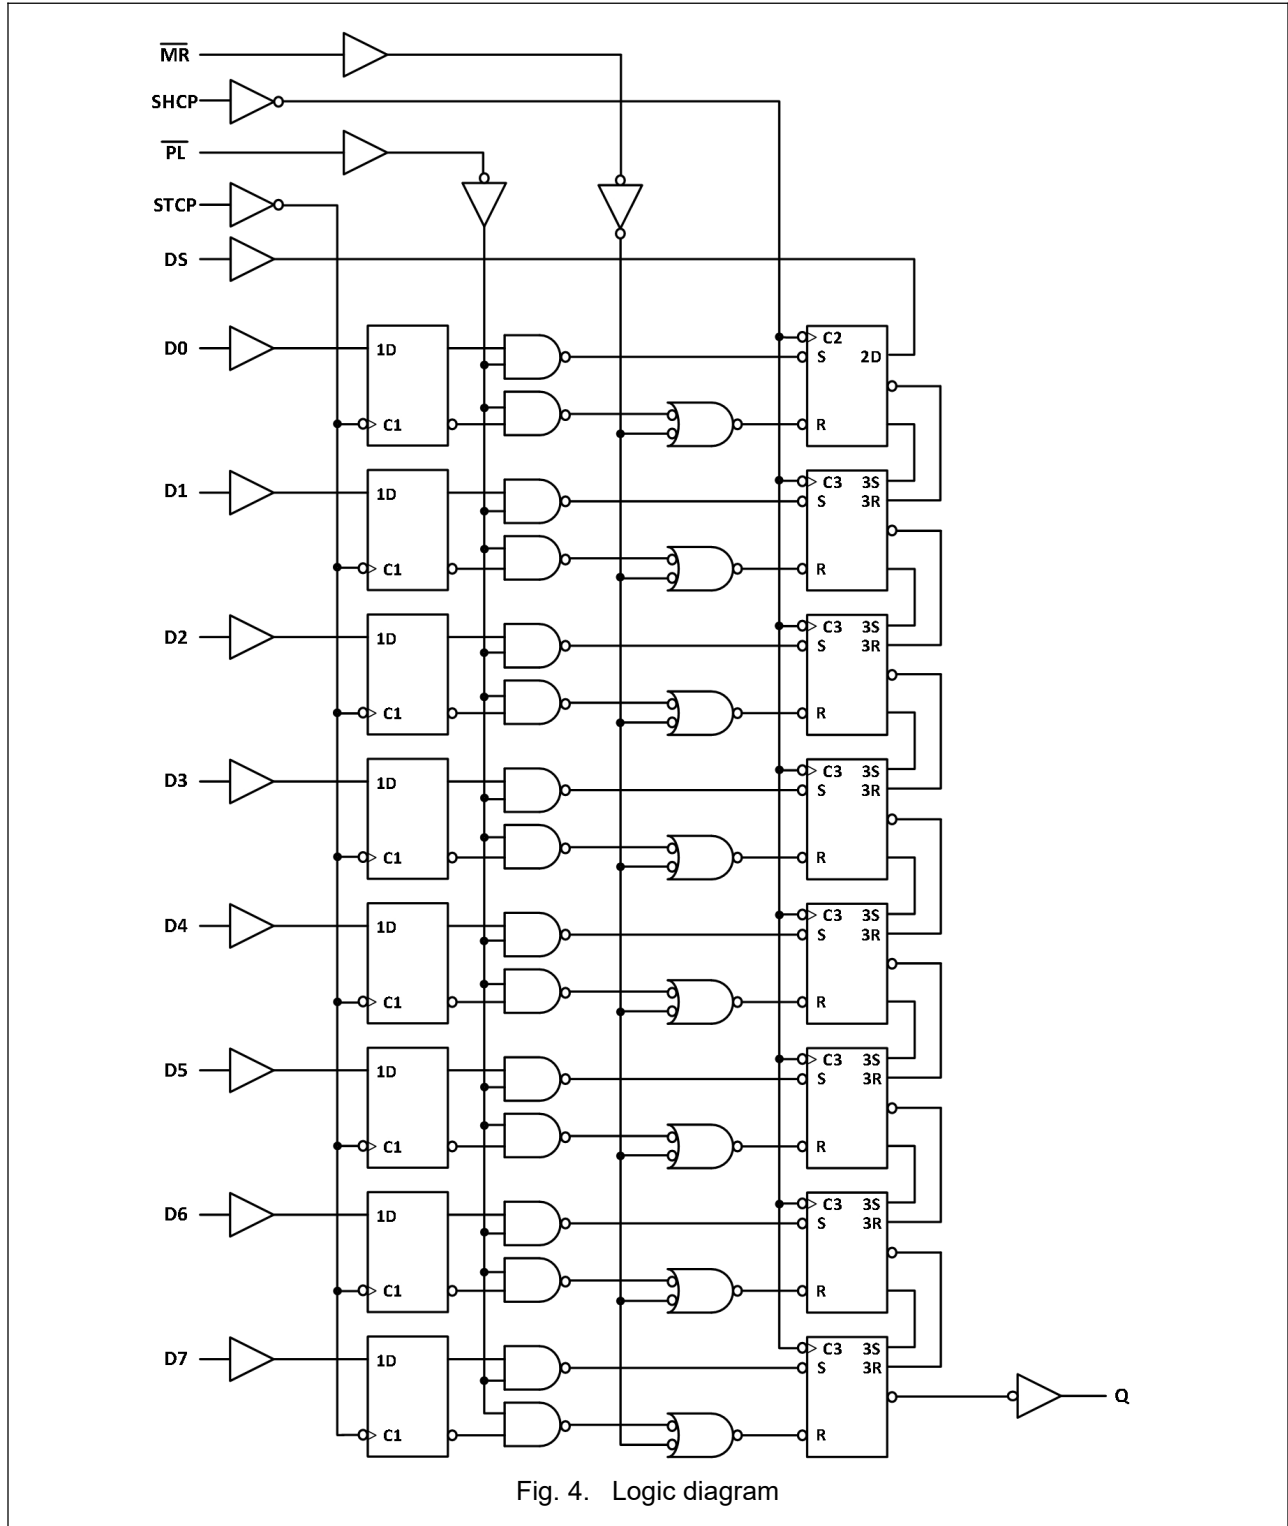 M̅R̅
SHCP
P̅L̅
STCP
DS
C2
D0 1D S 2D
C1 R
D1 1D C3 3S
S 3R
C1 R
D2 1D C3 3S
S 3R
C1 R
D3 1D C3 3S
S 3R
C1 R
D4 1D C3 3S
S 3R
C1 R
D5 1D C3 3S
S 3R
C1 R
D6 1D C3 3S
S 3R
C1 R
D7 1D C3 3S
S 3R
Q
C1 R
Fig. 4. Logic diagram